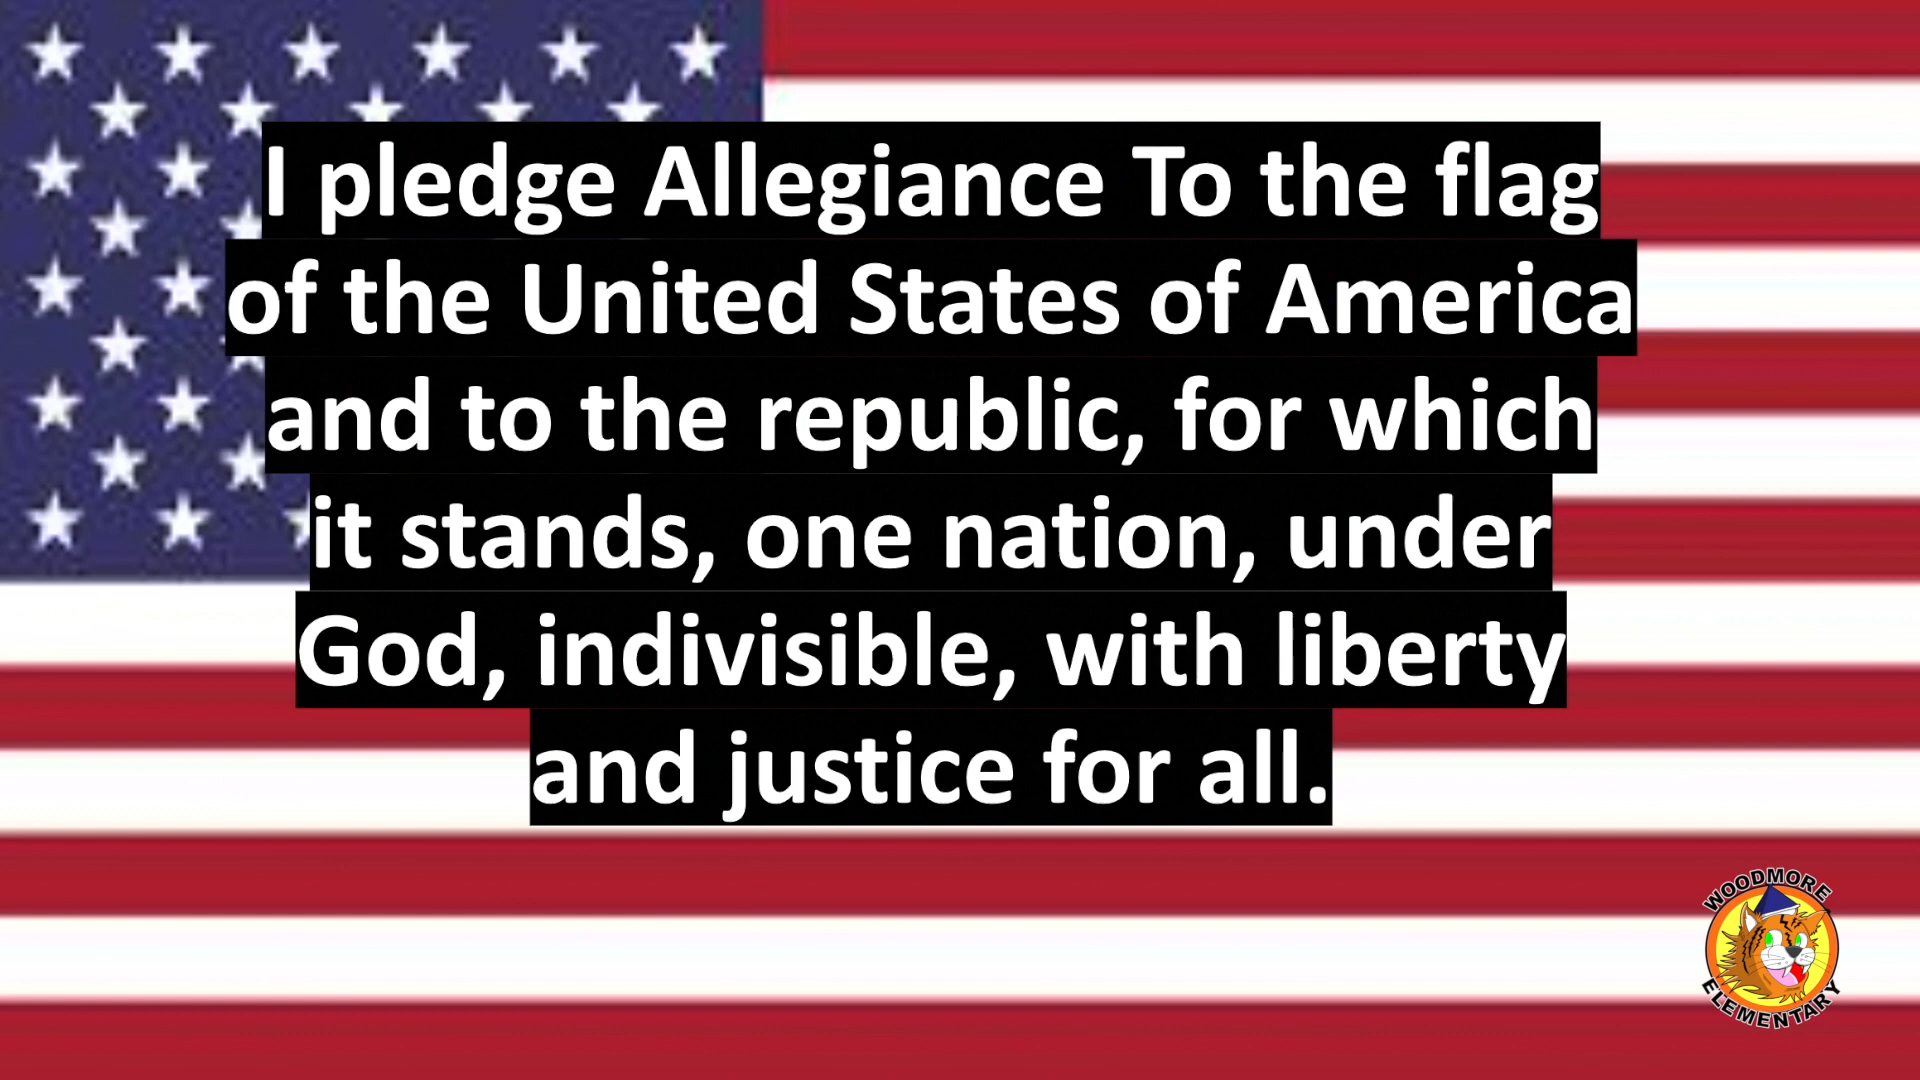 I pledge Allegiance To the flag
of the United States of America
and to the republic, for which
it stands, one nation, under
God, indivisible, with liberty
and justice for all.
WOODMORE
ELEMENTARY